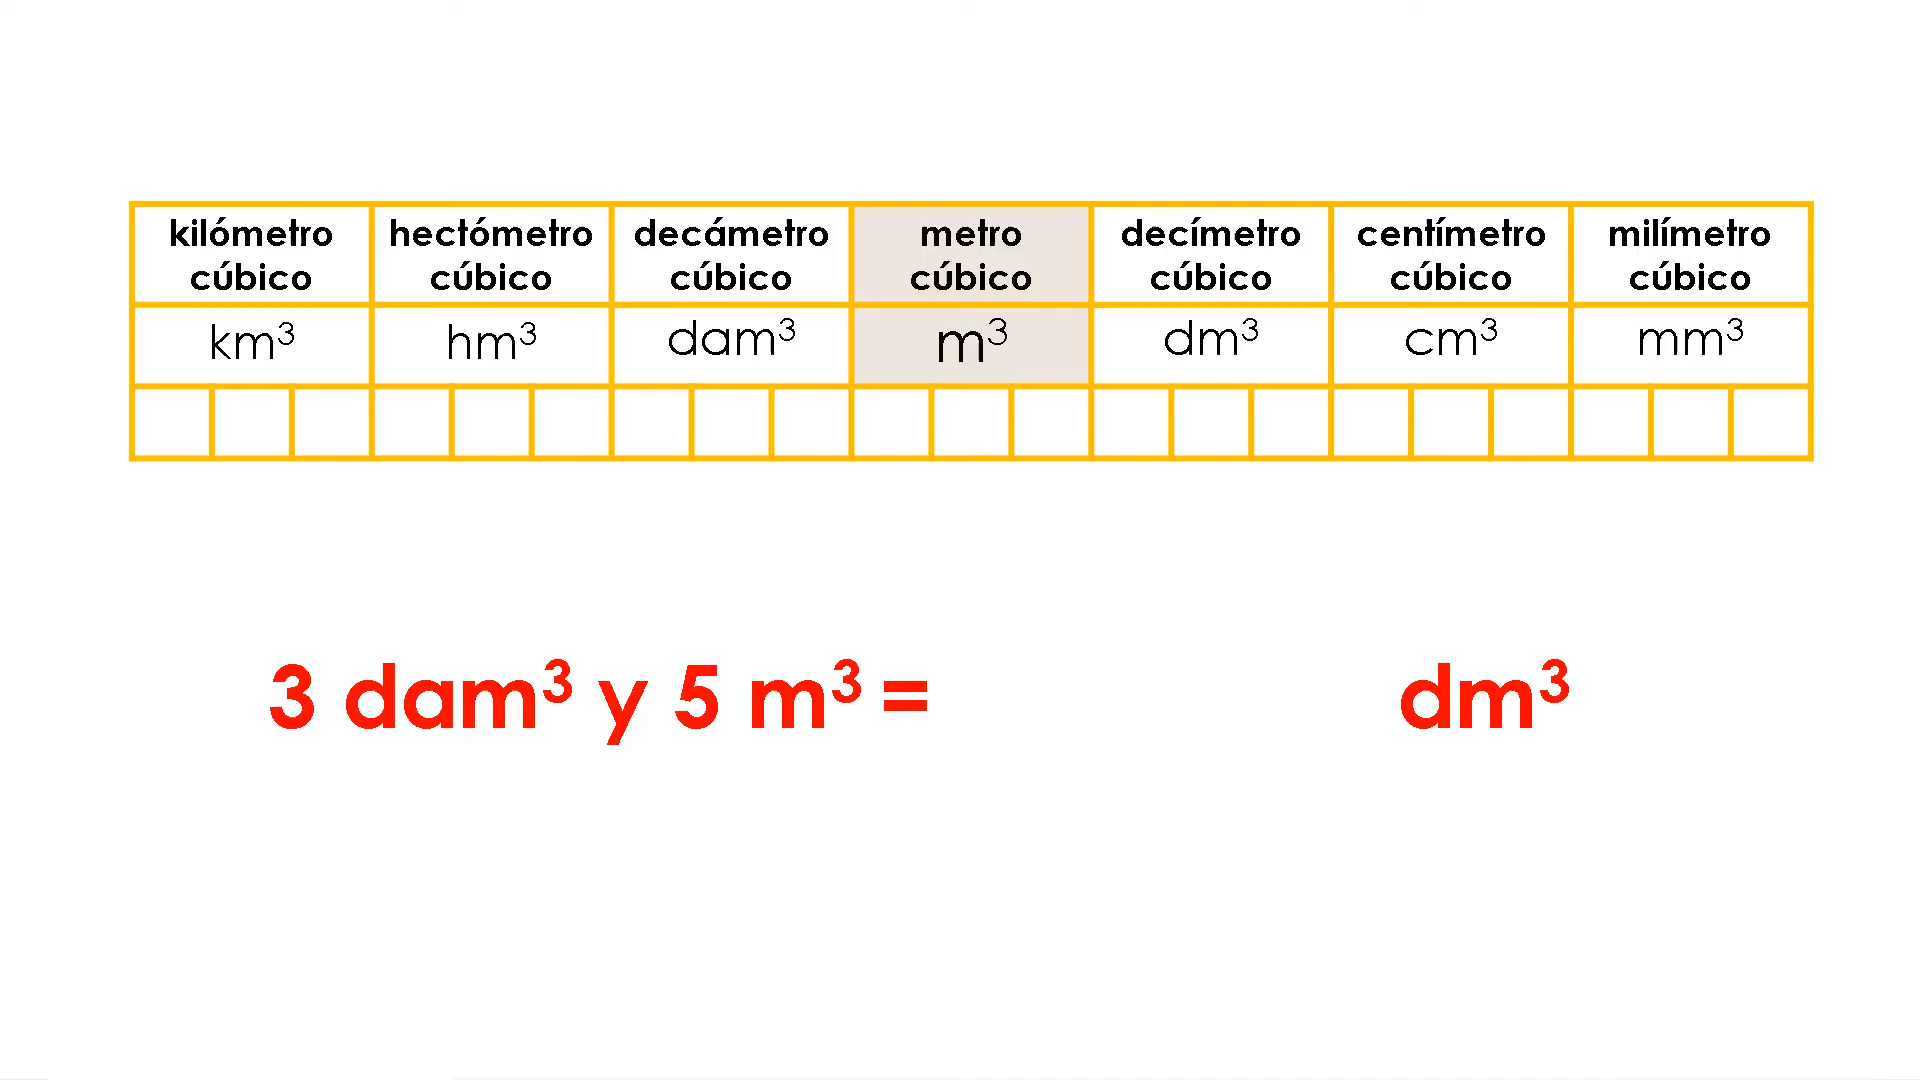 kilómetro cúbico hectómetro cúbico decámetro cúbico metro cúbico decímetro cúbico centímetro cúbico milímetro cúbico
km³ hm³ dam³ m³ dm³ cm³ mm³
3 dam³ y 5 m³ = dm³